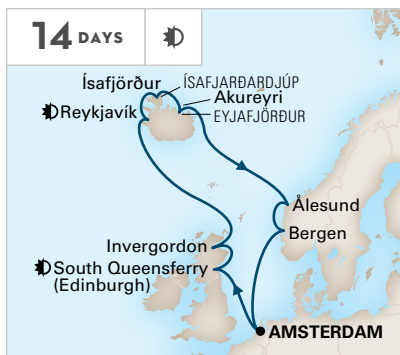 14 DAYS
Ísafjörður
ÍSAFJARÐARDJÚP
Akureyri
EYJAFJÖRÐUR
Reykjavík
Ålesund
Bergen
Invergordon
South Queensferry
(Edinburgh)
AMSTERDAM